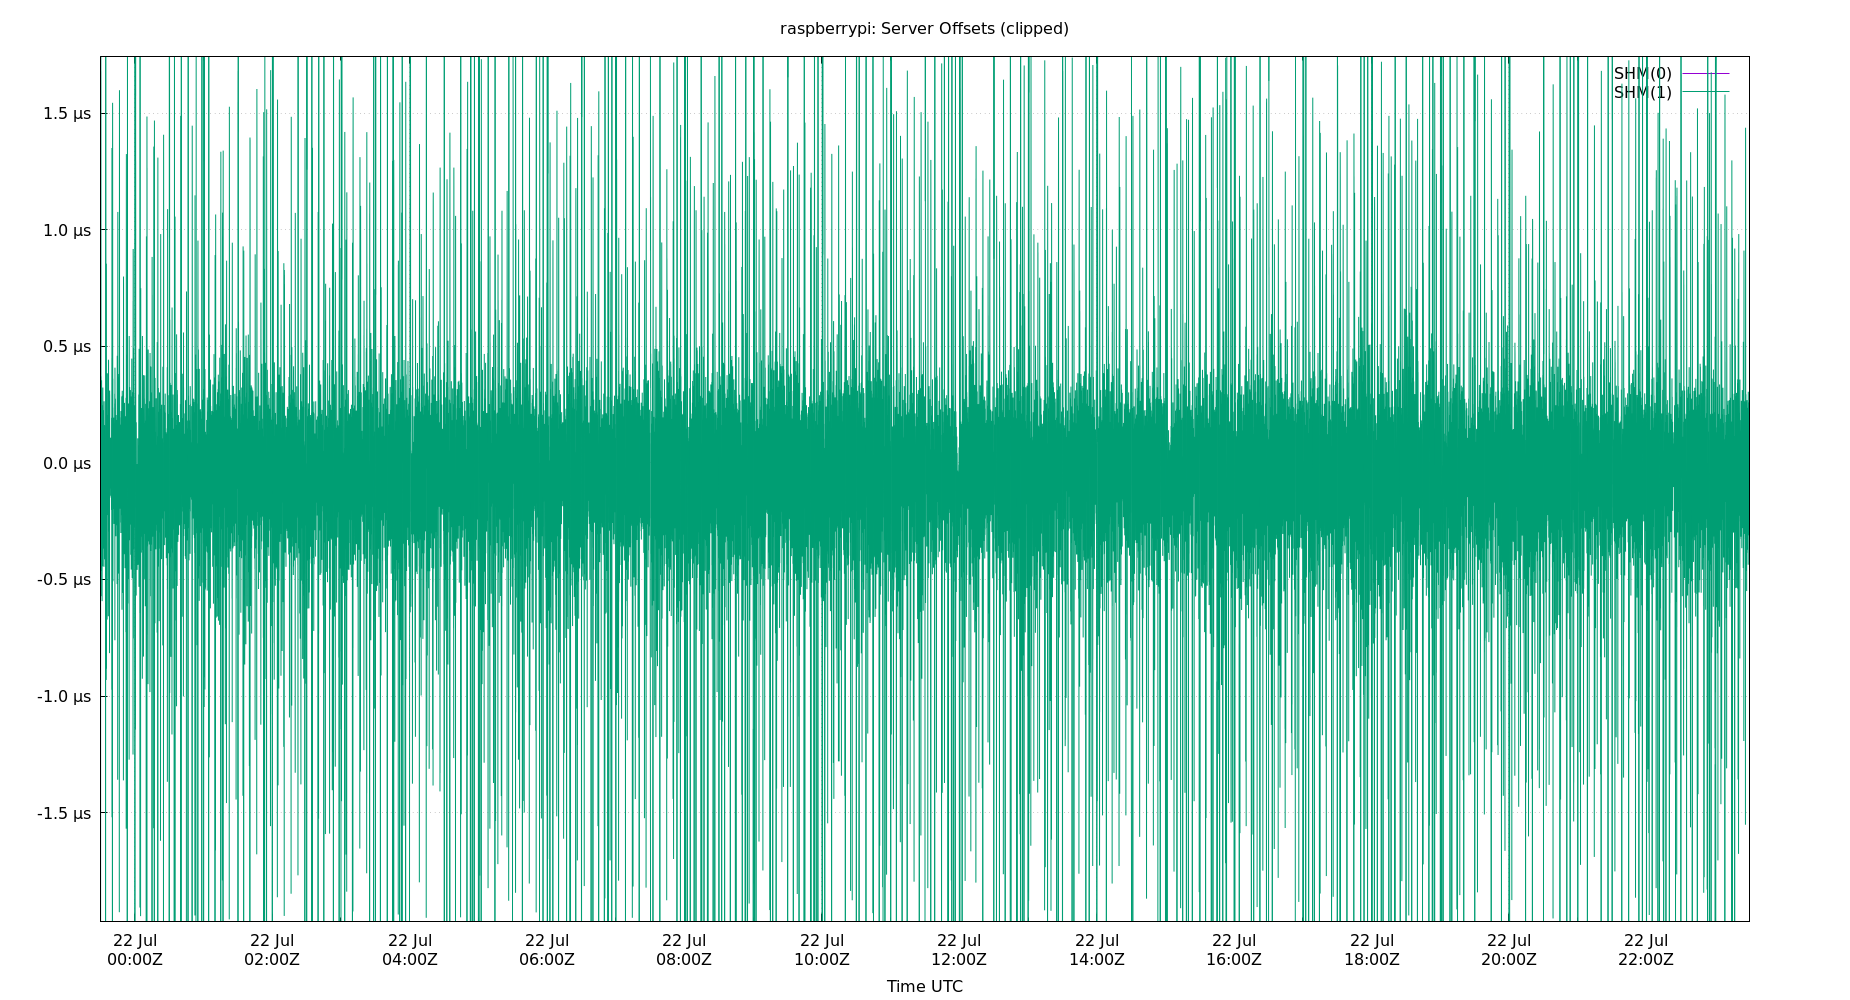 raspberrypi: Server Offsets (clipped)
SHM(0)
SHM(1)
1.5 µs
1.0 µs
0.5 µs
0.0 µs
-0.5 µs
-1.0 µs
-1.5 µs
22 Jul 22 Jul 22 Jul 22 Jul 22 Jul 22 Jul 22 Jul 22 Jul 22 Jul 22 Jul 22 Jul 22 Jul
00:00Z 02:00Z 04:00Z 06:00Z 08:00Z 10:00Z 12:00Z 14:00Z 16:00Z 18:00Z 20:00Z 22:00Z
Time UTC